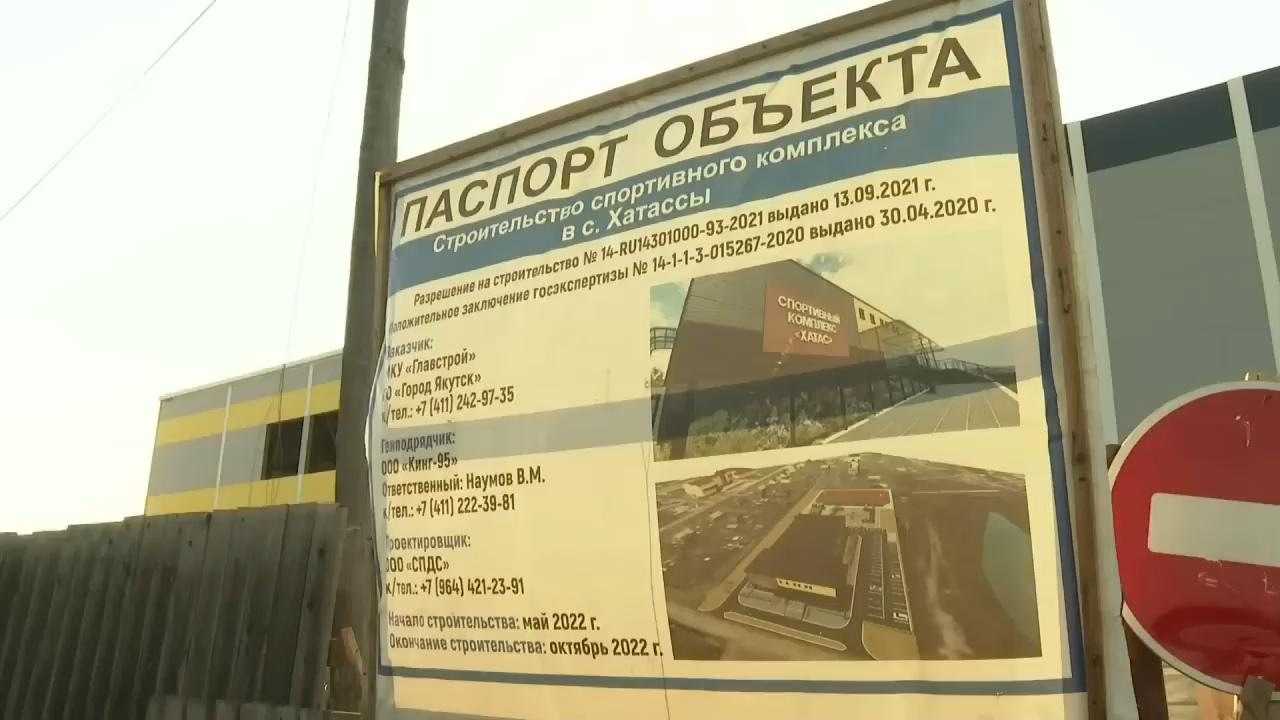 ПАСПОРТ ОБЪЕКТА
Строительство спортивного комплекса
в с. Хатассы
Разрешение на строительство № 14-RU14301000-93-2021 выдано 13.09.2021 г.
Положительное заключение госэкспертизы № 14-1-1-3-015267-2020 выдано 30.04.2020 г.
Заказчик:
МКУ «Главстрой»
ГО «Город Якутск»
к/тел.: +7 (411) 242-97-35
Генподрядчик:
ООО «Кинг-95»
Ответственный: Наумов В.М.
к/тел.: +7 (411) 222-39-81
Проектировщик:
ООО «СПДС»
к/тел.: +7 (964) 421-23-91
Начало строительства: май 2022 г.
Окончание строительства: октябрь 2022 г.
СПОРТИВНЫЙ
КОМПЛЕКС
«ХАТАС»